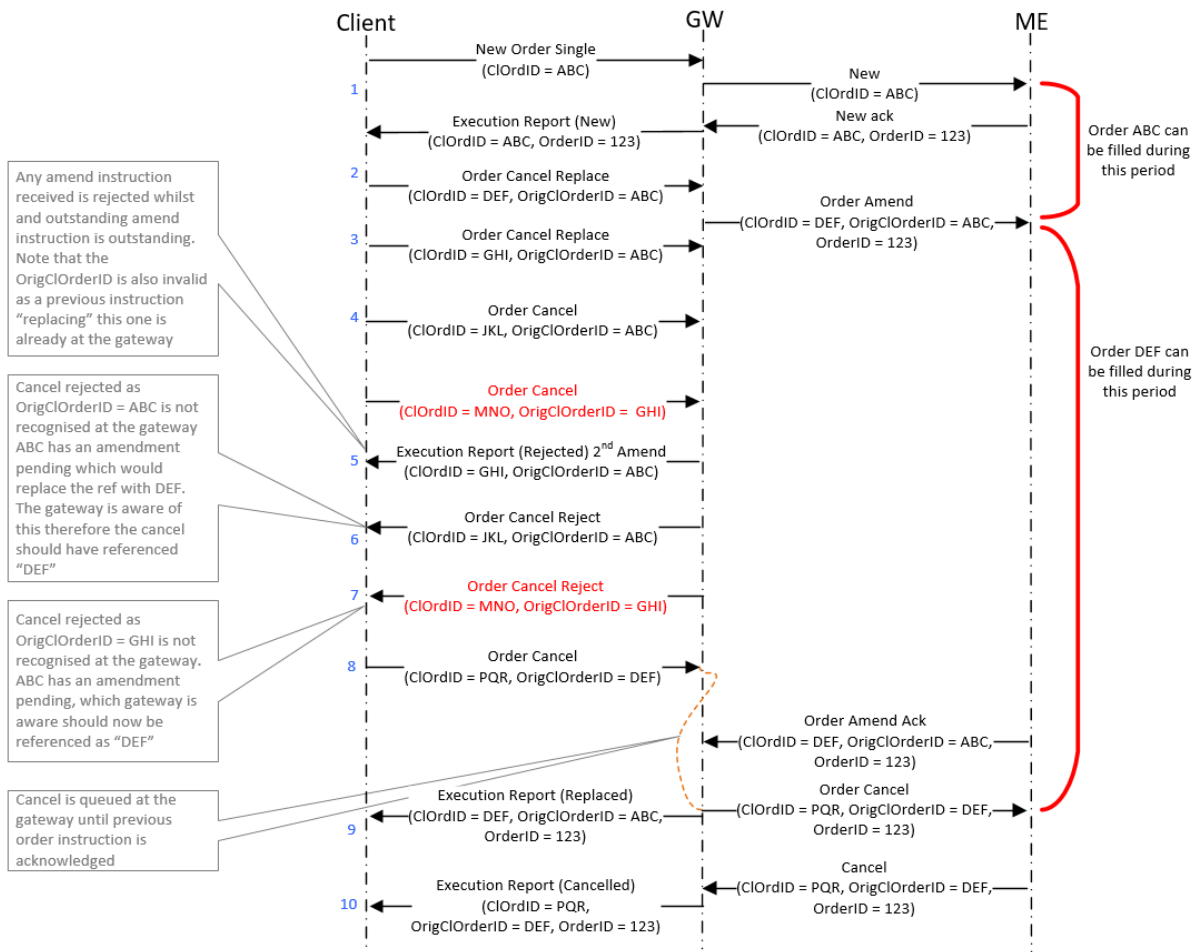 Client
GW
ME
New Order Single
(ClOrdID = ABC)
1
New
(ClOrdID = ABC)
New ack
(ClOrdID = ABC, OrderID = 123)
Execution Report (New)
(ClOrdID = ABC, OrderID = 123)
Order ABC can
be filled during
this period
Any amend instruction
received is rejected whilst
and outstanding amend
instruction is outstanding.
Note that the
OrigClOrderID is also invalid
as a previous instruction
“replacing” this one is
already at the gateway
2
Order Cancel Replace
(ClOrdID = DEF, OrigClOrderID = ABC)
Order Amend
(ClOrdID = DEF, OrigClOrderID = ABC,
OrderID = 123)
3
Order Cancel Replace
(ClOrdID = GHI, OrigClOrderID = ABC)
4
Order Cancel
(ClOrdID = JKL, OrigClOrderID = ABC)
Order DEF can
be filled during
this period
Cancel rejected as
OrigClOrderID = ABC is not
recognised at the gateway
ABC has an amendment
pending which would
replace the ref with DEF.
The gateway is aware of
this therefore the cancel
should have referenced
“DEF”
Order Cancel
(ClOrdID = MNO, OrigClOrderID =  GHI)
5
Execution Report (Rejected) 2nd Amend
(ClOrdID = GHI, OrigClOrderID = ABC)
6
Order Cancel Reject
(ClOrdID = JKL, OrigClOrderID = ABC)
7
Order Cancel Reject
(ClOrdID = MNO, OrigClOrderID = GHI)
Cancel rejected as
OrigClOrderID = GHI is not
recognised at the gateway.
ABC has an amendment
pending, which gateway is
aware should now be
referenced as “DEF”
8
Order Cancel
(ClOrdID = PQR, OrigClOrderID = DEF)
Order Amend Ack
(ClOrdID = DEF, OrigClOrderID = ABC,
OrderID = 123)
Cancel is queued at the
gateway until previous
order instruction is
acknowledged
Execution Report (Replaced)
(ClOrdID = DEF, OrigClOrderID = ABC,
OrderID = 123)
9
Order Cancel
(ClOrdID = PQR, OrigClOrderID = DEF,
OrderID = 123)
Cancel
(ClOrdID = PQR, OrigClOrderID = DEF,
OrderID = 123)
10
Execution Report (Cancelled)
(ClOrdID = PQR,
OrigClOrderID = DEF, OrderID = 123)